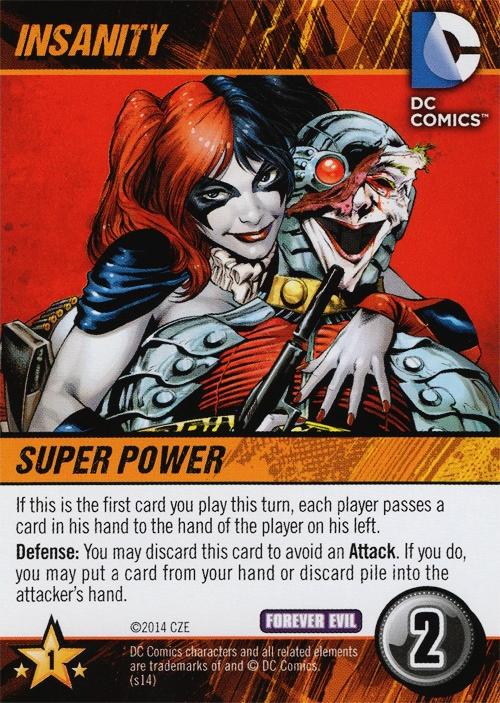 INSANITY
DC COMICS™
SUPER POWER
If this is the first card you play this turn, each player passes a
card in his hand to the hand of the player on his left.
Defense: You may discard this card to avoid an Attack. If you do,
you may put a card from your hand or discard pile into the
attacker's hand.
©2014 CZE
FOREVER EVIL
1
DC Comics characters and all related elements
are trademarks of and © DC Comics.
(s14)
2